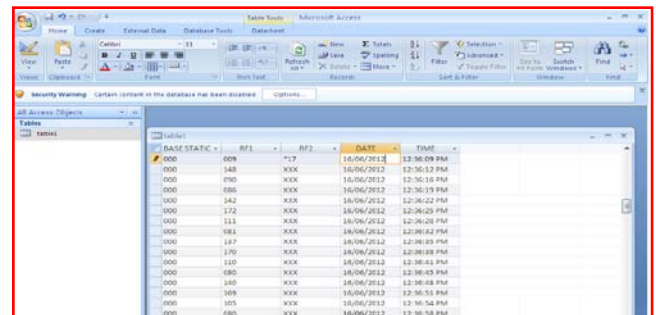 Table Tools Microsoft Access
Home Create External Data Database Tools Datasheet
Calibri 11
View Paste B I U Refresh All New Save Delete Totals Spelling More Filter Selection Advanced Toggle Filter Size to Fit Form Switch Windows Find
Views Clipboard Font Rich Text Records Sort & Filter Window Find
Security Warning Certain content in the database has been disabled Options...
All Access Objects
Tables
table1
table1
BASE STATIC RF1 RF2 DATE TIME
000 009 "17 16/06/2012 12:36:09 PM
000 148 XXX 16/06/2012 12:36:12 PM
000 090 XXX 16/06/2012 12:36:16 PM
000 086 XXX 16/06/2012 12:36:19 PM
000 142 XXX 16/06/2012 12:36:22 PM
000 172 XXX 16/06/2012 12:36:25 PM
000 111 XXX 16/06/2012 12:36:28 PM
000 081 XXX 16/06/2012 12:36:32 PM
000 137 XXX 16/06/2012 12:36:35 PM
000 170 XXX 16/06/2012 12:36:38 PM
000 110 XXX 16/06/2012 12:36:41 PM
000 080 XXX 16/06/2012 12:36:45 PM
000 140 XXX 16/06/2012 12:36:48 PM
000 169 XXX 16/06/2012 12:36:51 PM
000 105 XXX 16/06/2012 12:36:54 PM
000 080 XXX 16/06/2012 12:36:58 PM